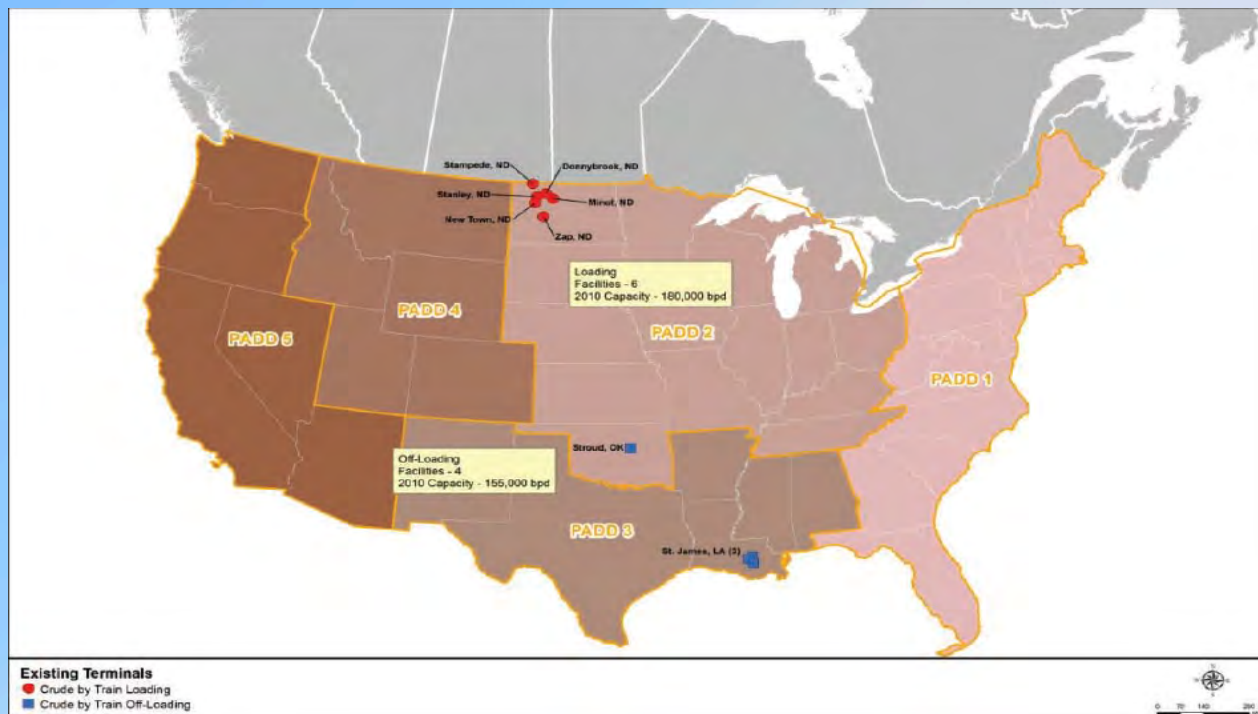 Stampede, ND
Donnybrook, ND
Stanley, ND
Minot, ND
New Town, ND
Zap, ND
Loading
Facilities - 6
2010 Capacity - 180,000 bpd
PADD 4
PADD 5
PADD 2
PADD 1
Stroud, OK
Off-Loading
Facilities - 4
2010 Capacity - 155,000 bpd
PADD 3
St. James, LA (3)
Existing Terminals
Crude by Train Loading
Crude by Train Off-Loading
0 70 140